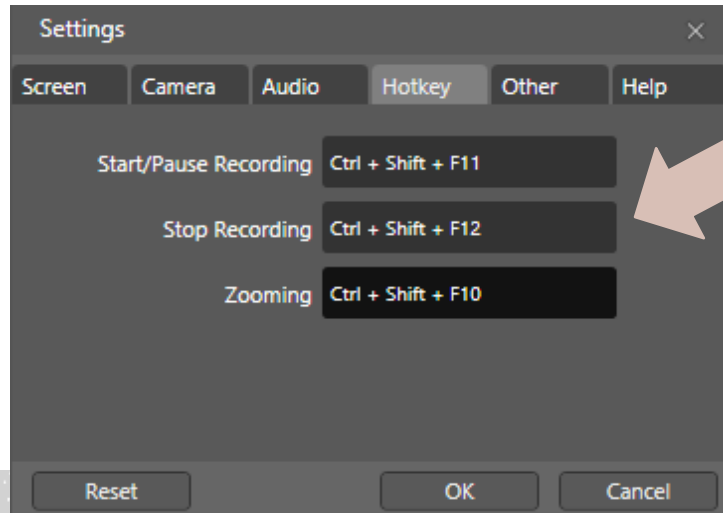 Settings
Screen Camera Audio Hotkey Other Help
Start/Pause Recording Ctrl + Shift + F11
Stop Recording Ctrl + Shift + F12
Zooming Ctrl + Shift + F10
Reset OK Cancel